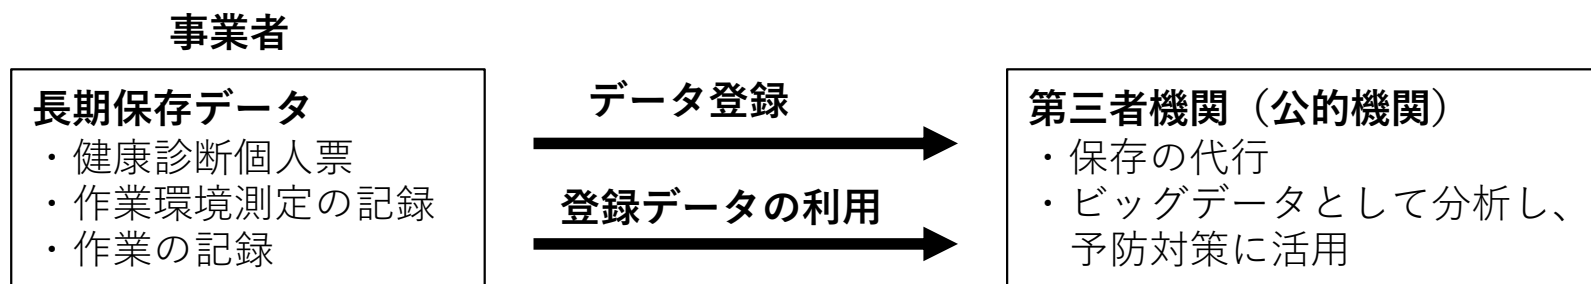 事業者
長期保存データ
・健康診断個人票
・作業環境測定の記録
・作業の記録
データ登録
登録データの利用
第三者機関（公的機関）
・保存の代行
・ビッグデータとして分析し、
予防対策に活用